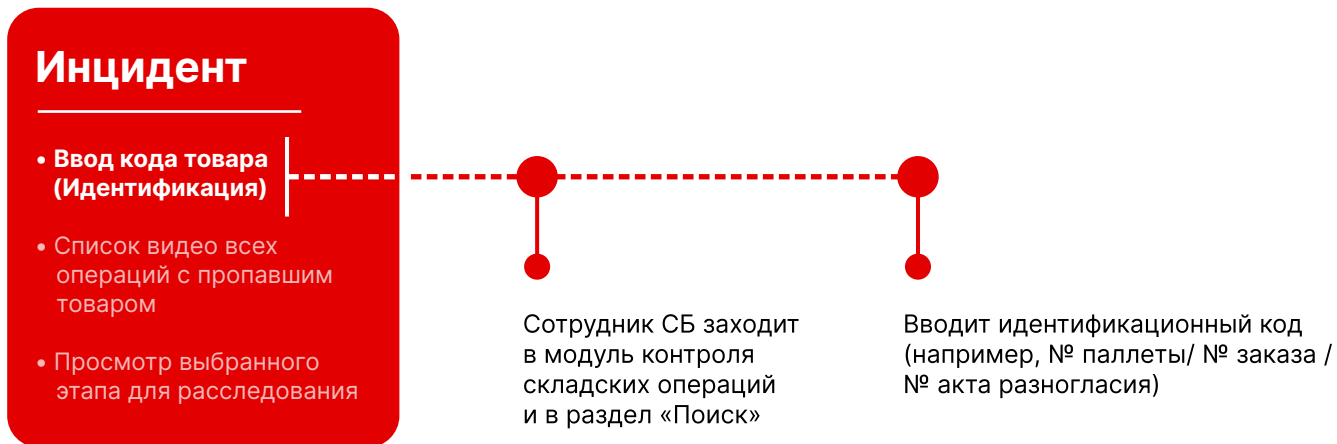 Инцидент
• Ввод кода товара
(Идентификация)
• Список видео всех
операций с пропавшим
товаром
• Просмотр выбранного
этапа для расследования
Сотрудник СБ заходит
в модуль контроля
складских операций
и в раздел «Поиск»
Вводит идентификационный код
(например, № паллеты/ № заказа /
№ акта разногласия)